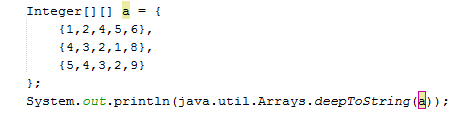 Integer[][] a = {
{1,2,4,5,6},
{4,3,2,1,8},
{5,4,3,2,9}
};
System.out.println(java.util.Arrays.deepToString(a));